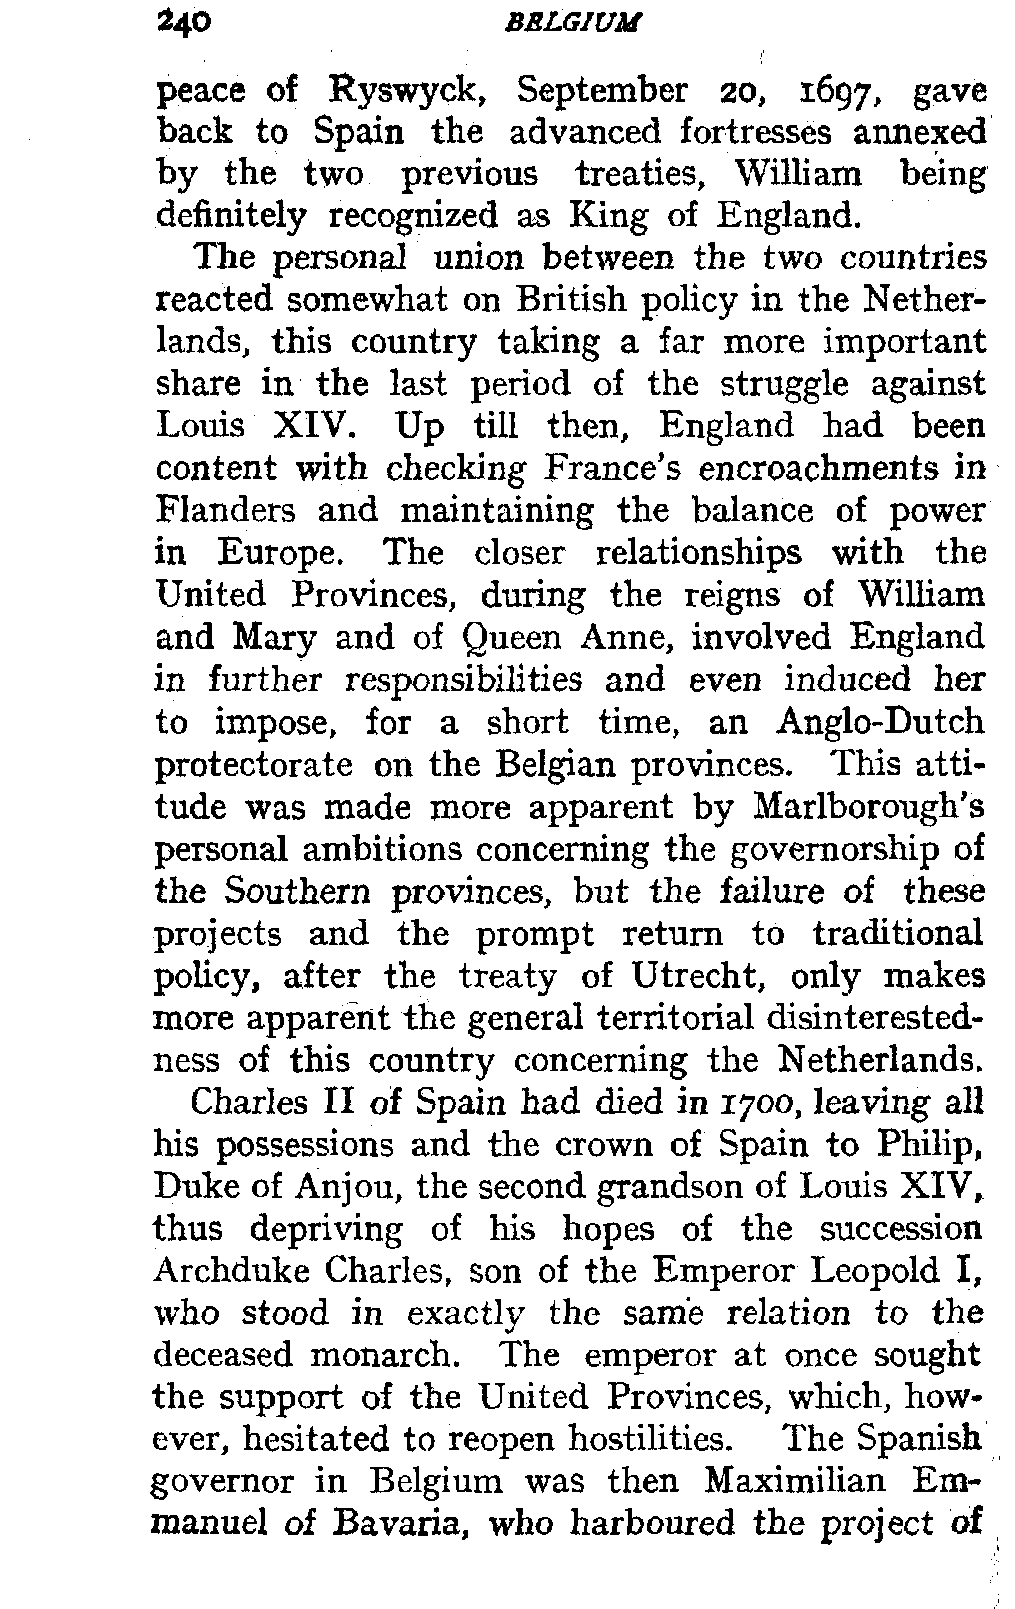 240 BELGIUM
peace of Ryswyck, September 20, 1697, gave
back to Spain the advanced fortresses annexed
by the two previous treaties, William being
definitely recognized as King of England.
The personal union between the two countries
reacted somewhat on British policy in the Nether-
lands, this country taking a far more important
share in the last period of the struggle against
Louis XIV. Up till then, England had been
content with checking France's encroachments in
Flanders and maintaining the balance of power
in Europe. The closer relationships with the
United Provinces, during the reigns of William
and Mary and of Queen Anne, involved England
in further responsibilities and even induced her
to impose, for a short time, an Anglo-Dutch
protectorate on the Belgian provinces. This atti-
tude was made more apparent by Marlborough's
personal ambitions concerning the governorship of
the Southern provinces, but the failure of these
projects and the prompt return to traditional
policy, after the treaty of Utrecht, only makes
more apparent the general territorial disinterested-
ness of this country concerning the Netherlands.
Charles II of Spain had died in 1700, leaving all
his possessions and the crown of Spain to Philip,
Duke of Anjou, the second grandson of Louis XIV,
thus depriving of his hopes of the succession
Archduke Charles, son of the Emperor Leopold I,
who stood in exactly the same relation to the
deceased monarch. The emperor at once sought
the support of the United Provinces, which, how-
ever, hesitated to reopen hostilities. The Spanish
governor in Belgium was then Maximilian Em-
manuel of Bavaria, who harboured the project of